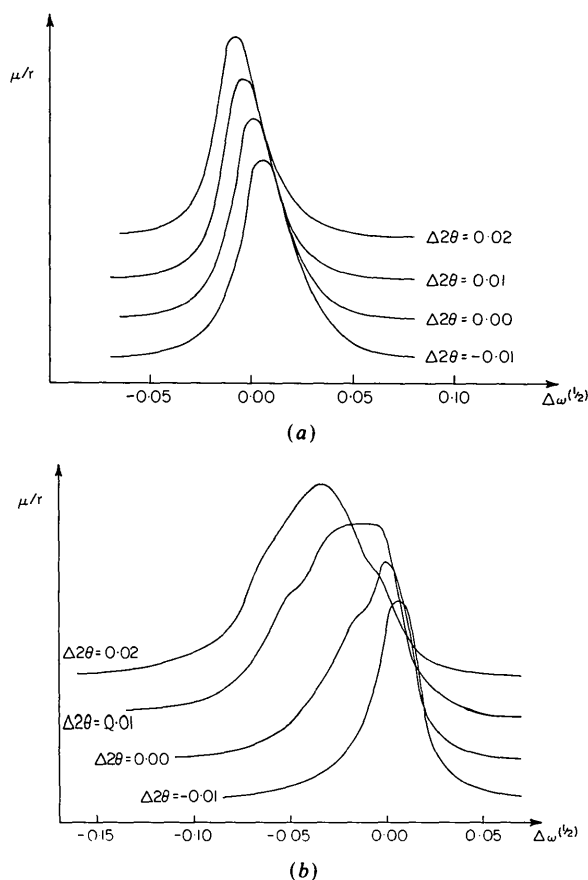 μ/r
Δ2θ = 0·02
Δ2θ = 0·01
Δ2θ = 0·00
Δ2θ = -0·01
-0·05 0·00 0·05 0·10 Δω(½)
(a)
μ/r
Δ2θ = 0·02
Δ2θ = 0·01
Δ2θ = 0·00
Δ2θ = -0·01
-0·15 -0·10 -0·05 0·00 0·05 Δω(½)
(b)